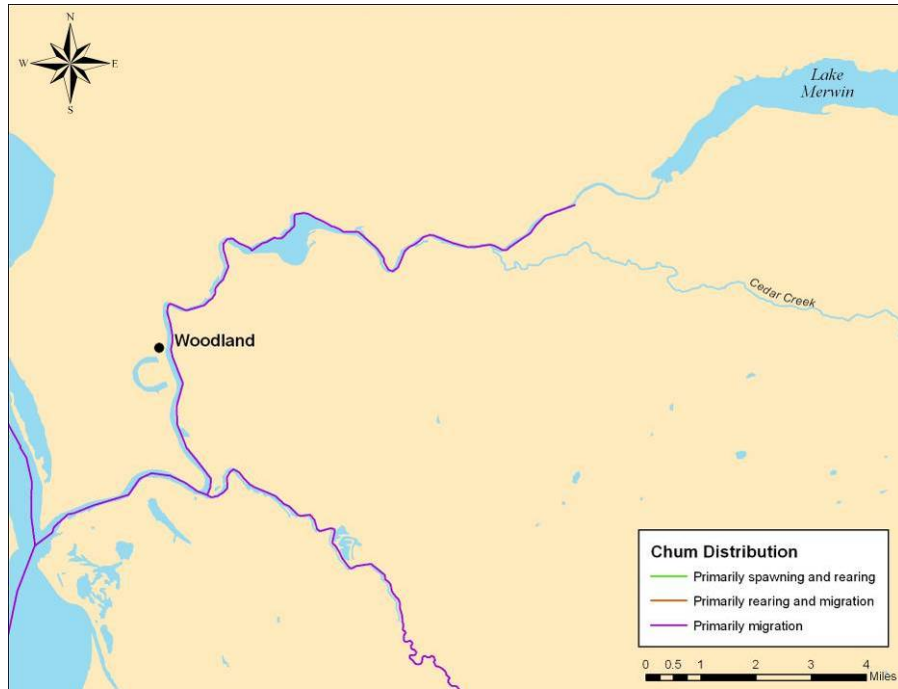 N
W E
S
Lake
Merwin
Cedar Creek
Woodland
Chum Distribution
Primarily spawning and rearing
Primarily rearing and migration
Primarily migration
0 0.5 1 2 3 4
Miles